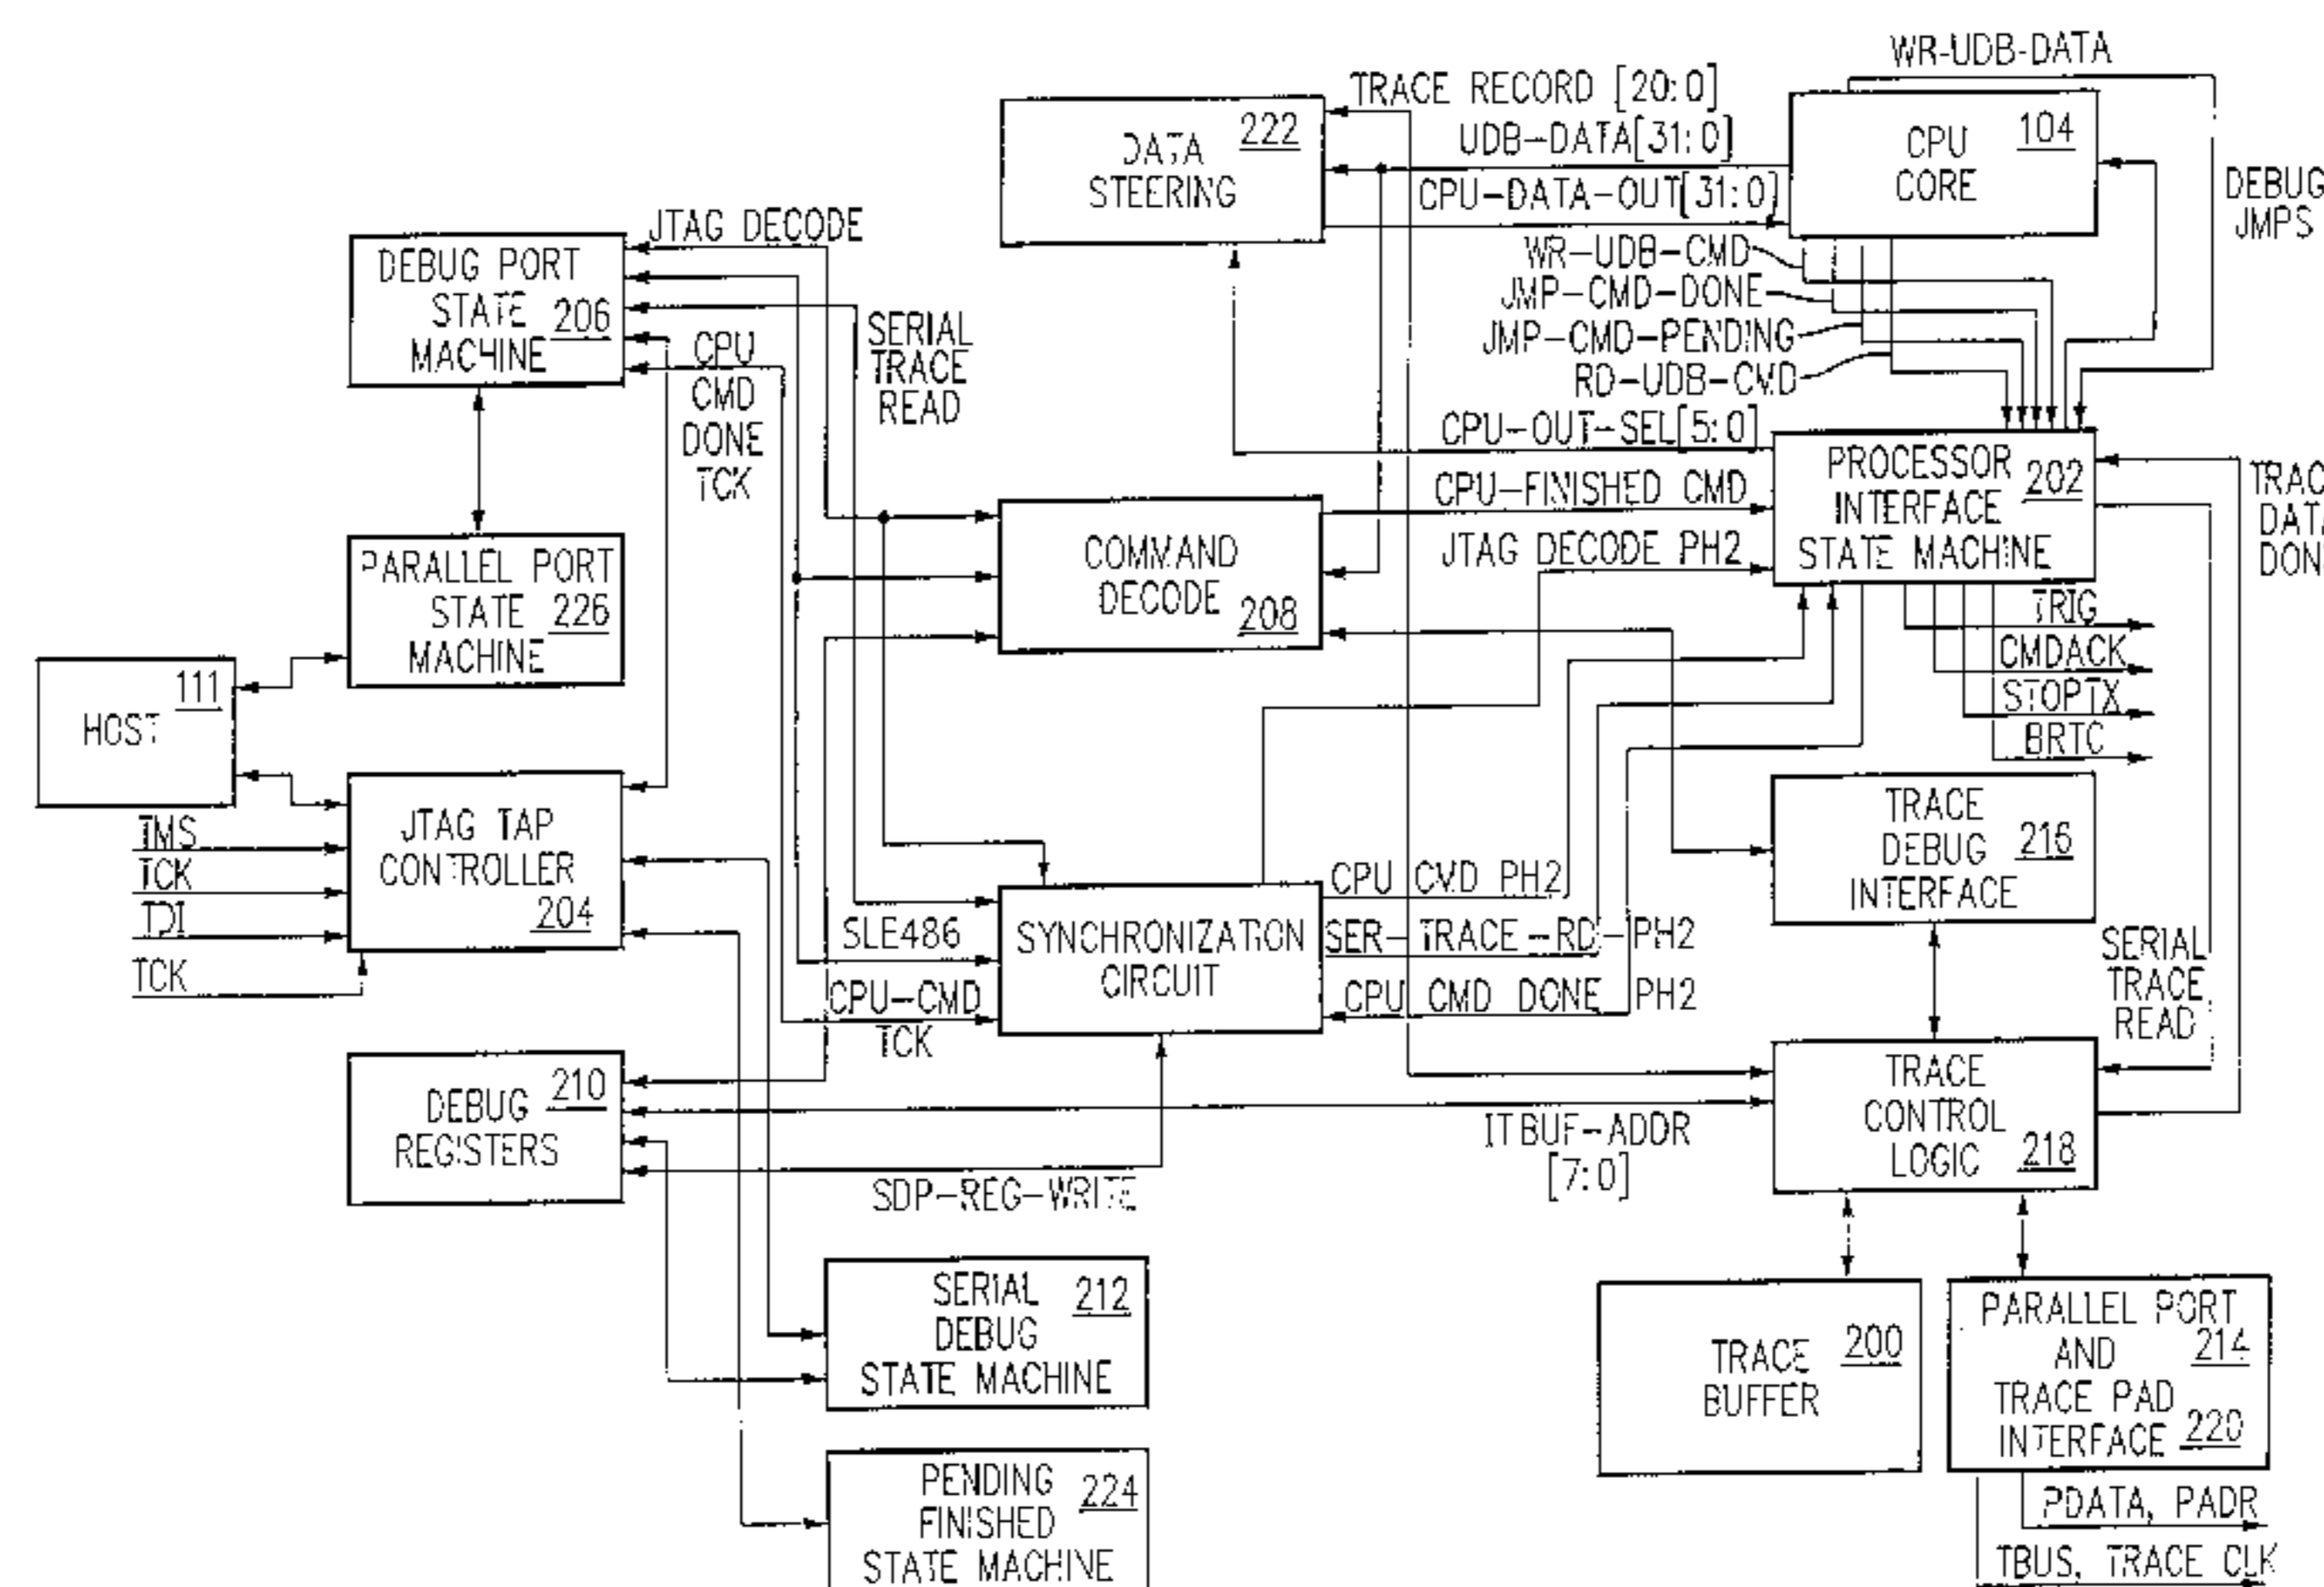 WR-UDB-DATA
TRACE RECORD [20:0]
UDB-DATA[31:0]
CPU-DATA-OUT[31:0]
DATA
STEERING
222
CPU
CORE
104
DEBUG
JMPS
WR-UDB-CMD
JMP-CMD-DONE
JMP-CMD-PENDING
RD-UDB-CMD
JTAG DECODE
DEBUG PORT
STATE
MACHINE
206
CPU
CMD
DONE
TCK
SERIAL
TRACE
READ
CPU-OUT-SEL[5:0]
CPU-FINISHED CMD
JTAG DECODE PH2
PROCESSOR
INTERFACE
STATE MACHINE
202
TRAC
DATA
DON
COMMAND
DECODE
208
PARALLEL PORT
STATE
MACHINE
226
TRIG
CMDACK
STOPTX
BRTC
HOST
111
JTAG TAP
CONTROLLER
204
TMS
TCK
TDI
TCK
TRACE
DEBUG
INTERFACE
216
CPU CMD PH2
SER-TRACE-RD-PH2
CPU CMD DONE PH2
SLE486
CPU-CMD
TCK
SYNCHRONIZATION
CIRCUIT
SERIAL
TRACE
READ
DEBUG
REGISTERS
210
ITBUF-ADDR
[7:0]
SDP-REG-WRITE
TRACE
CONTROL
LOGIC
218
SERIAL
DEBUG
STATE MACHINE
212
TRACE
BUFFER
200
PARALLEL PORT
AND
TRACE PAD
INTERFACE
214
220
PENDING
FINISHED
STATE MACHINE
224
PDATA, PADR
TBUS, TRACE CLK